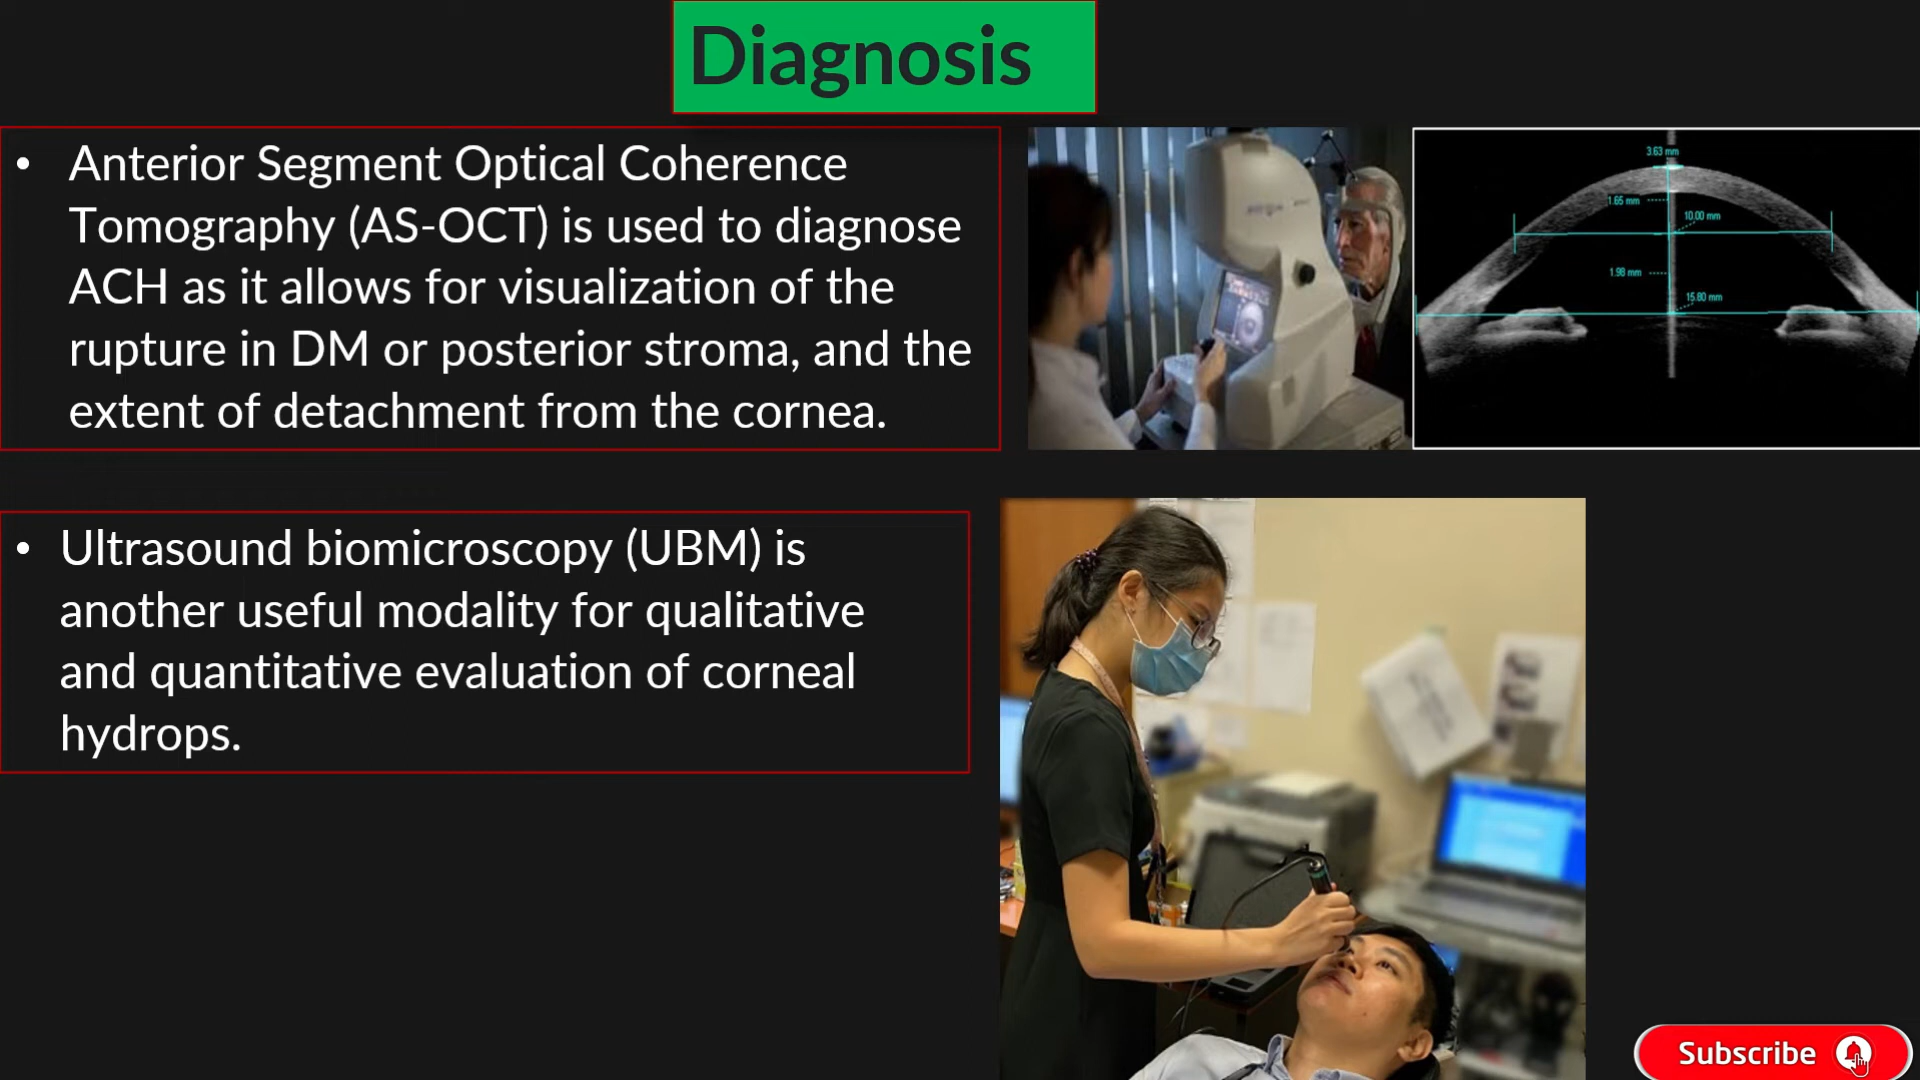 Diagnosis
• Anterior Segment Optical Coherence
Tomography (AS-OCT) is used to diagnose
ACH as it allows for visualization of the
rupture in DM or posterior stroma, and the
extent of detachment from the cornea.
3.63 mm
1.65 mm
10.00 mm
1.98 mm
15.80 mm
• Ultrasound biomicroscopy (UBM) is
another useful modality for qualitative
and quantitative evaluation of corneal
hydrops.
Subscribe